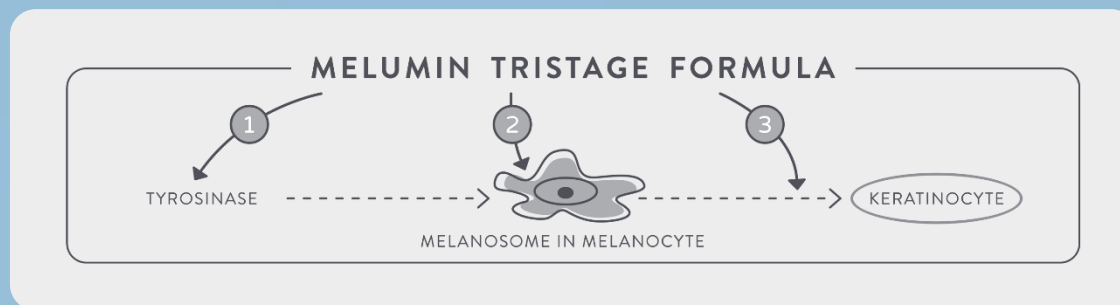 MELUMIN TRISTAGE FORMULA
1
2
3
TYROSINASE
KERATINOCYTE
MELANOSOME IN MELANOCYTE